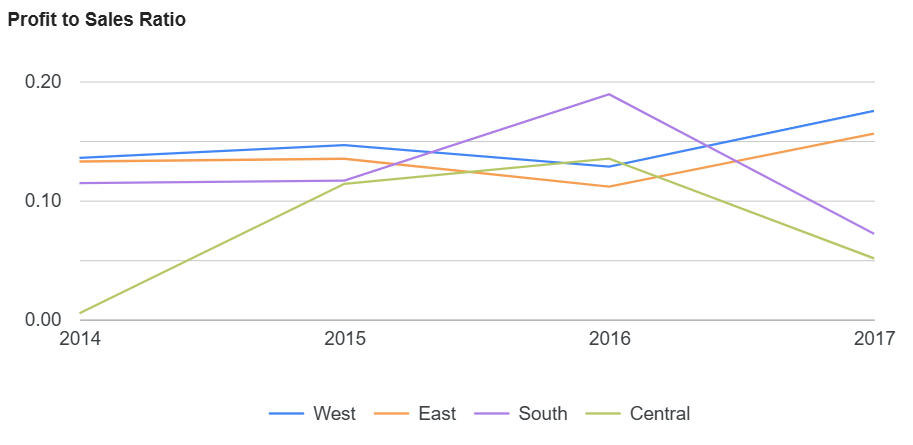 Profit to Sales Ratio
0.20
0.10
0.00
2014 2015 2016 2017
West East South Central